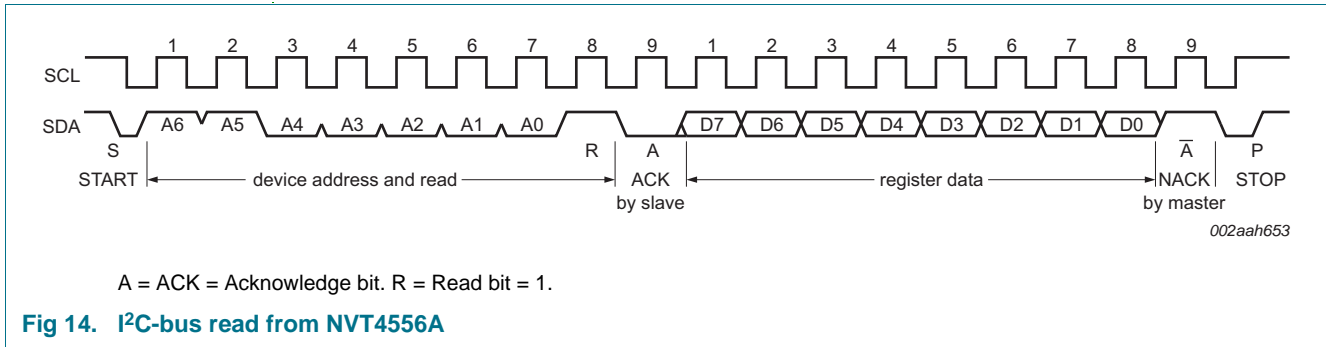 1 2 3 4 5 6 7 8 9 1 2 3 4 5 6 7 8 9
SCL
SDA A6 A5 A4 A3 A2 A1 A0 D7 D6 D5 D4 D3 D2 D1 D0
S R A A̅ P
START device address and read ACK register data NACK STOP
by slave by master
002aah653
A = ACK = Acknowledge bit. R = Read bit = 1.
Fig 14. I²C-bus read from NVT4556A